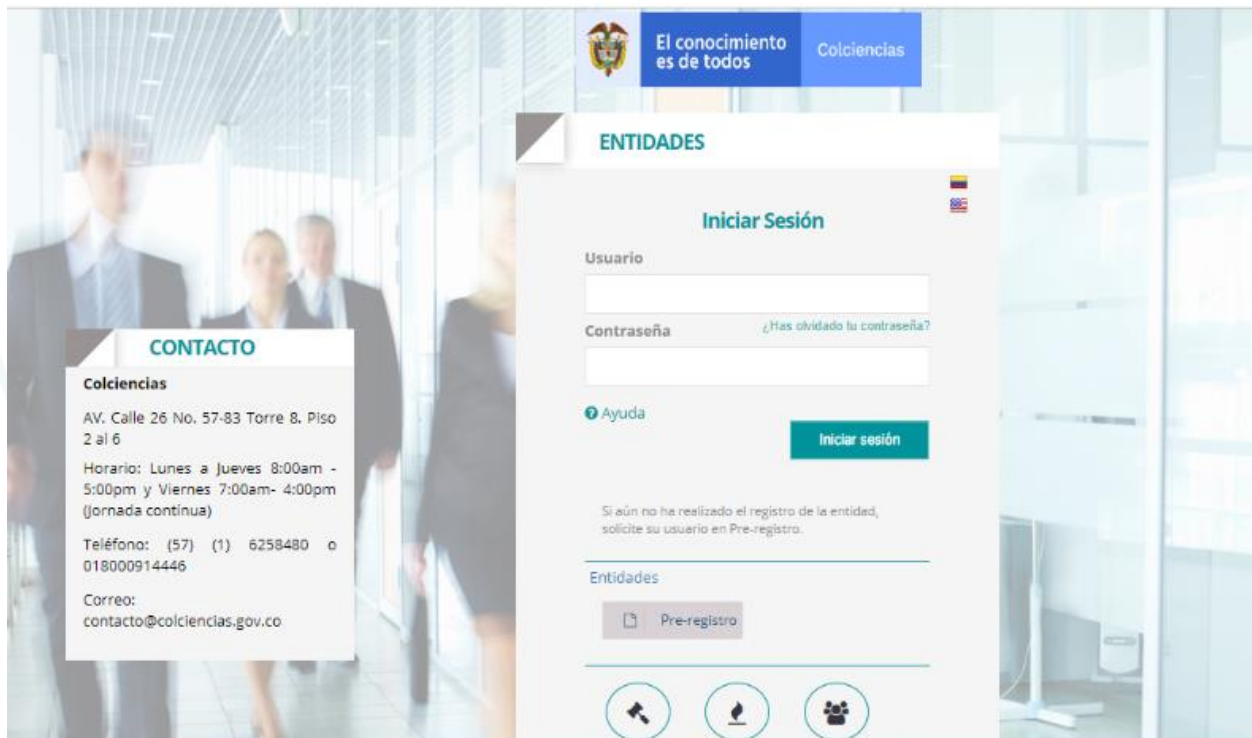 El conocimiento
es de todos
Colciencias
ENTIDADES
Iniciar Sesión
Usuario
Contraseña
¿Has olvidado tu contraseña?
Ayuda
Iniciar sesión
Si aún no ha realizado el registro de la entidad,
solicite su usuario en Pre-registro.
Entidades
Pre-registro
CONTACTO
Colciencias
AV. Calle 26 No. 57-83 Torre 8. Piso
2 al 6
Horario: Lunes a Jueves 8:00am -
5:00pm y Viernes 7:00am- 4:00pm
(Jornada contínua)
Teléfono: (57) (1) 6258480 o
018000914446
Correo:
contacto@colciencias.gov.co